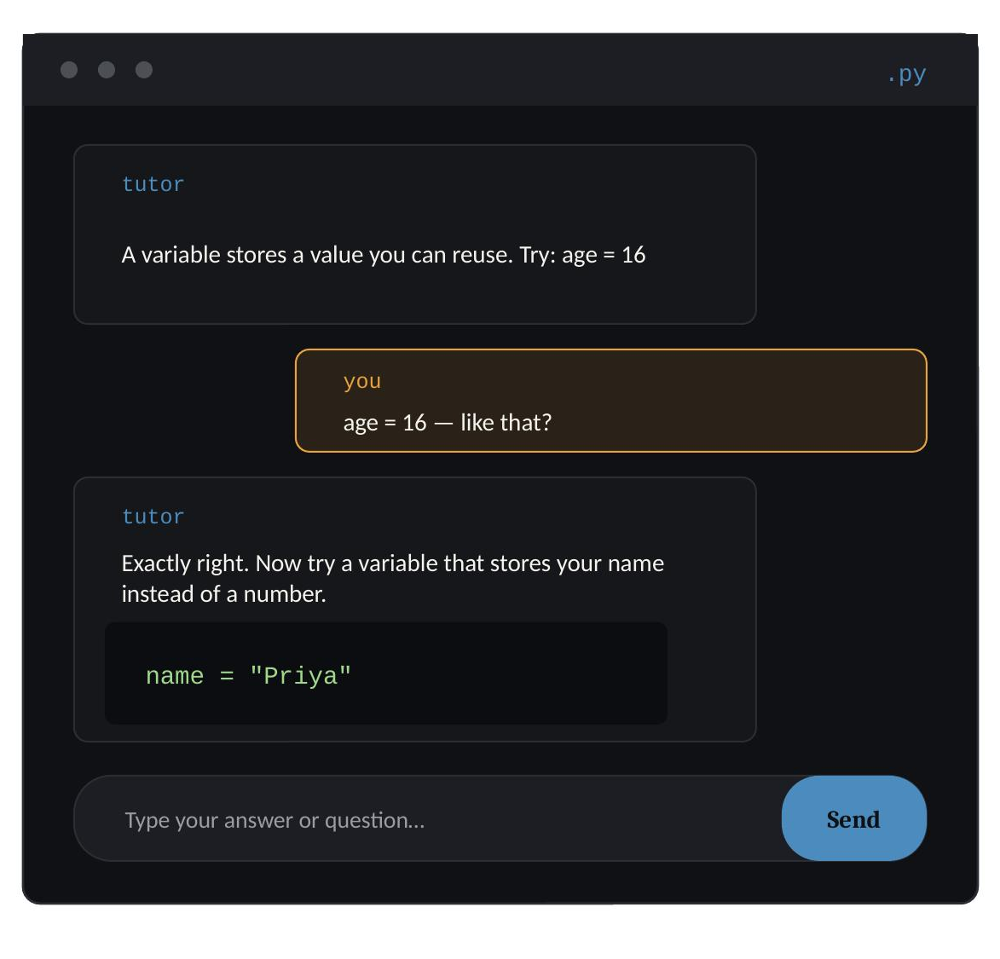 .py
tutor
A variable stores a value you can reuse. Try: age = 16
you
age = 16 — like that?
tutor
Exactly right. Now try a variable that stores your name
instead of a number.
name = "Priya"
Type your answer or question...
Send